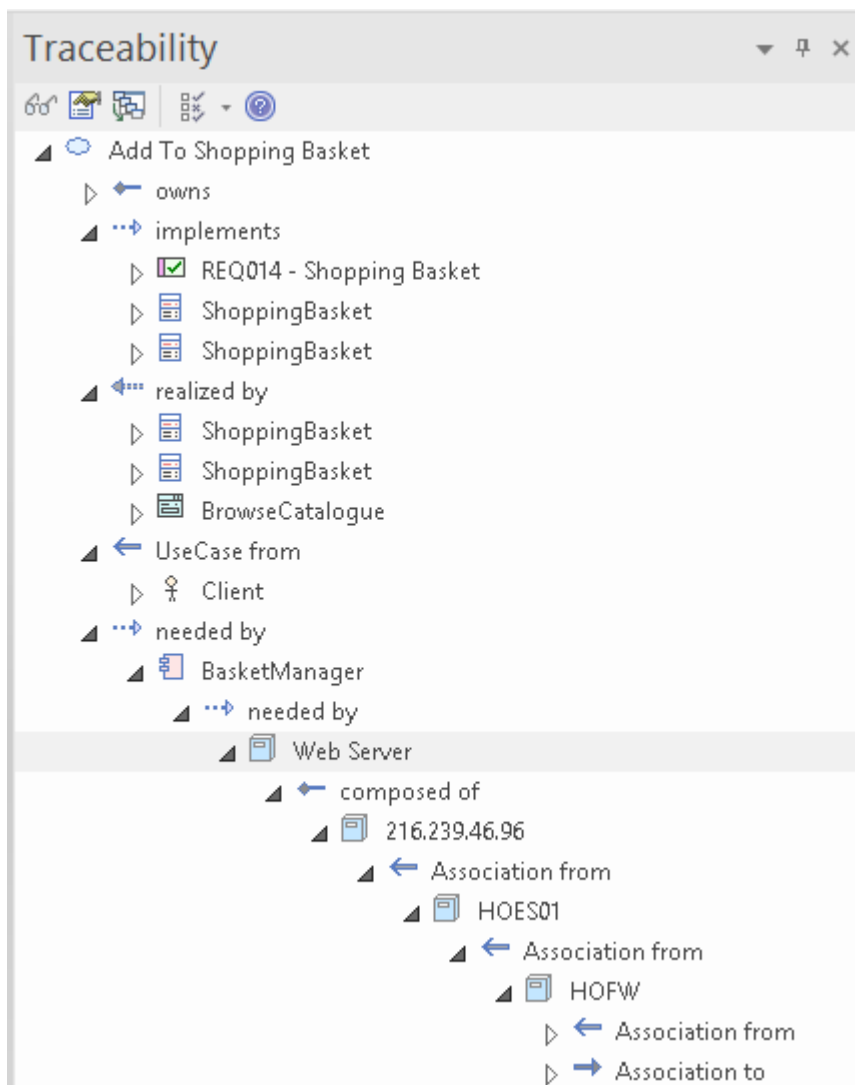 Traceability
Add To Shopping Basket
owns
implements
REQ014 - Shopping Basket
ShoppingBasket
ShoppingBasket
realized by
ShoppingBasket
ShoppingBasket
BrowseCatalogue
UseCase from
Client
needed by
BasketManager
needed by
Web Server
composed of
216.239.46.96
Association from
HOES01
Association from
HOFW
Association from
Association to